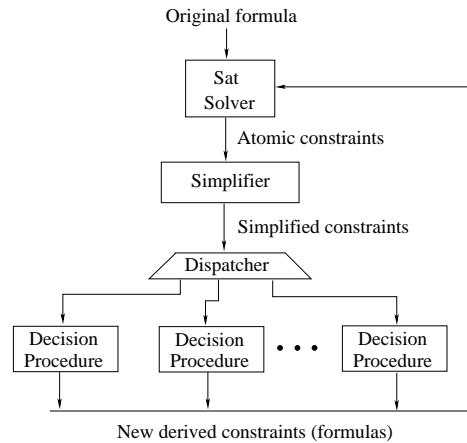 Original formula
Sat
Solver
Atomic constraints
Simplifier
Simplified constraints
Dispatcher
Decision
Procedure
Decision
Procedure
Decision
Procedure
New derived constraints (formulas)